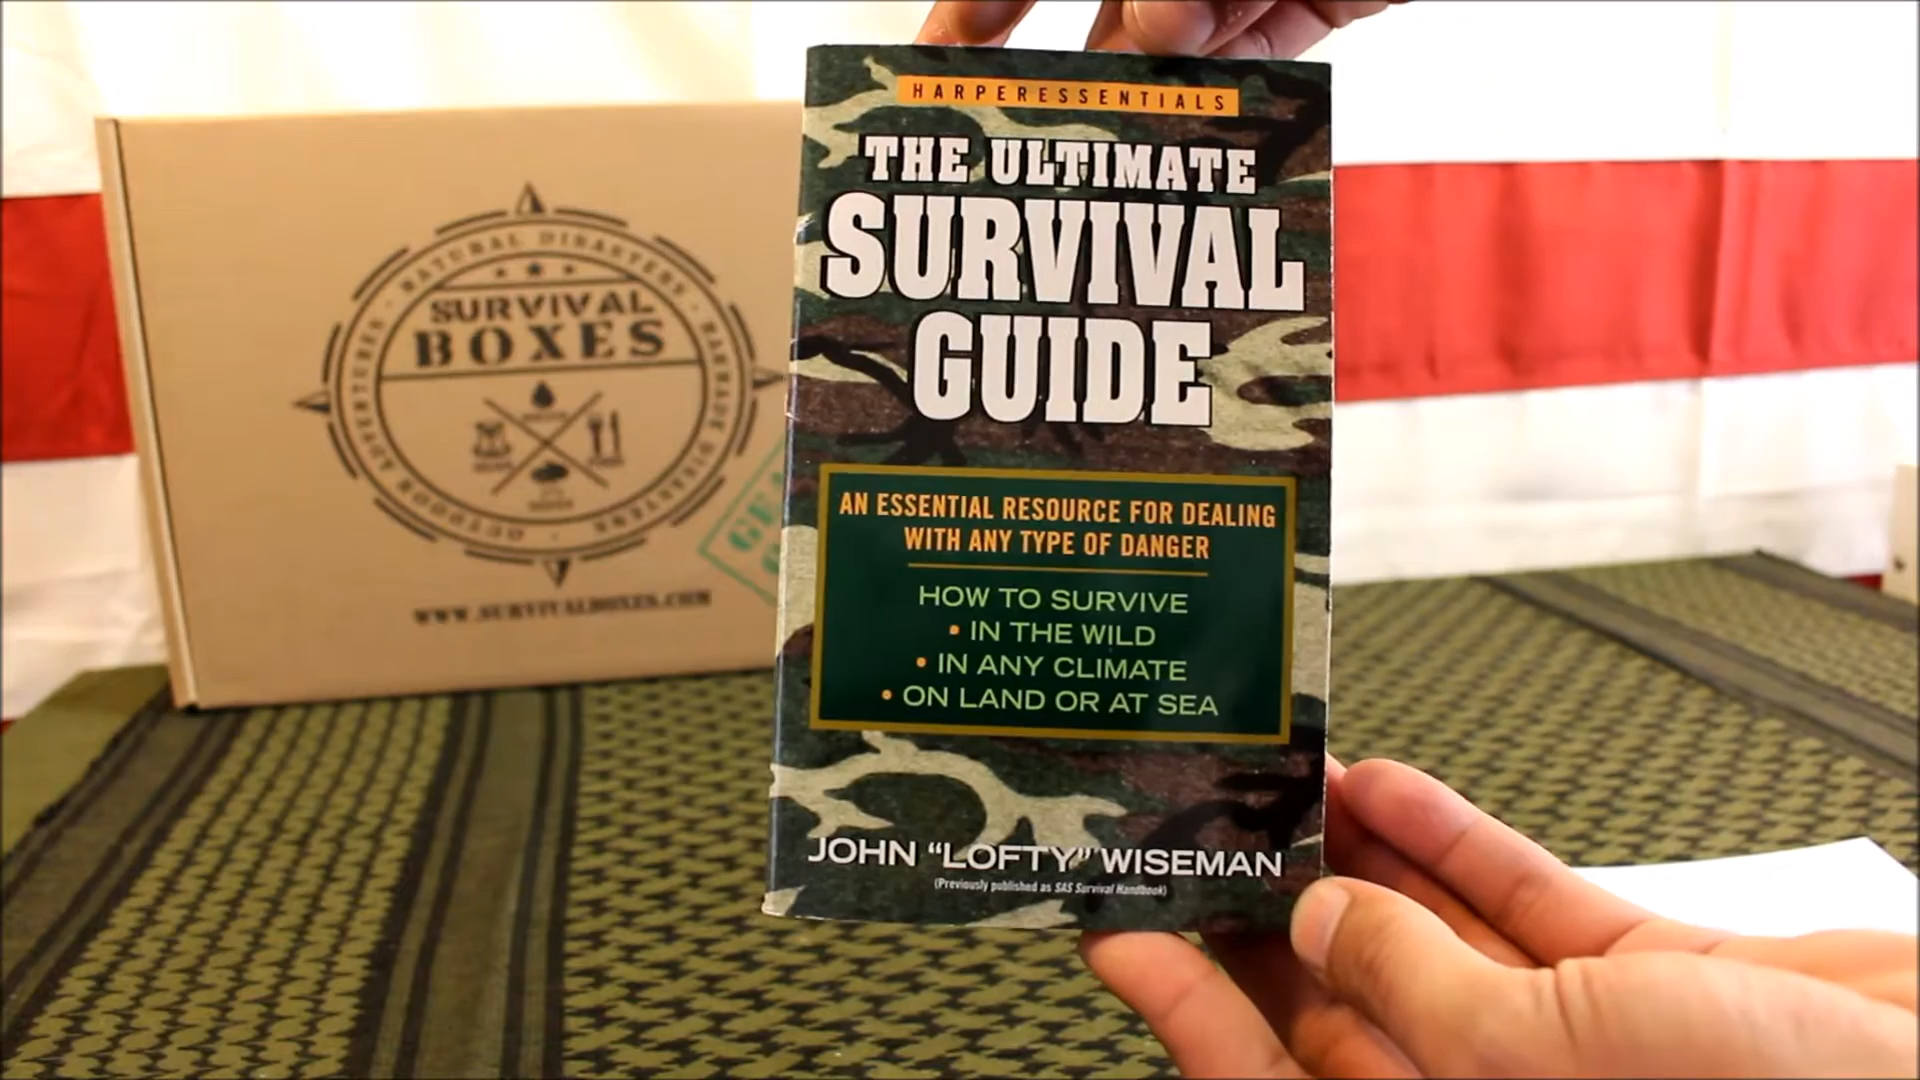 HARPERESSENTIALS
THE ULTIMATE
SURVIVAL
GUIDE
AN ESSENTIAL RESOURCE FOR DEALING
WITH ANY TYPE OF DANGER
HOW TO SURVIVE
• IN THE WILD
• IN ANY CLIMATE
• ON LAND OR AT SEA
JOHN “LOFTY” WISEMAN
(Previously published as SAS Survival Handbook)
NATURAL DISASTERS · MANMADE DISASTERS · OUTDOOR ADVENTURES ·
SURVIVAL
BOXES
WWW.SURVIVALBOXES.COM